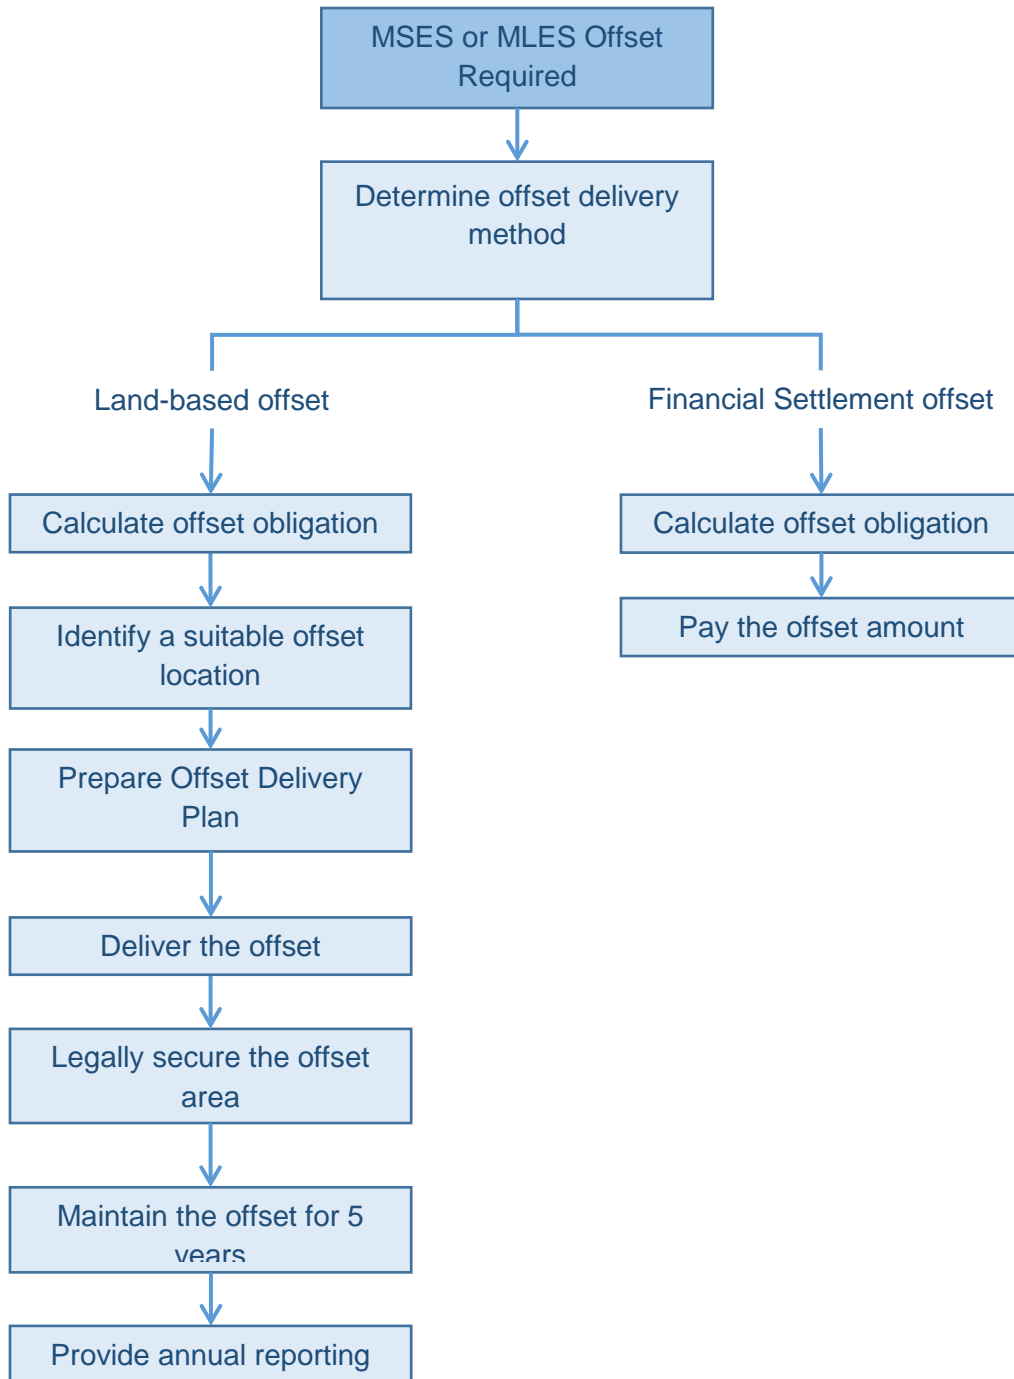 MSES or MLES Offset
Required
Determine offset delivery
method
Land-based offset
Financial Settlement offset
Calculate offset obligation
Calculate offset obligation
Identify a suitable offset
location
Pay the offset amount
Prepare Offset Delivery
Plan
Deliver the offset
Legally secure the offset
area
Maintain the offset for 5
years
Provide annual reporting